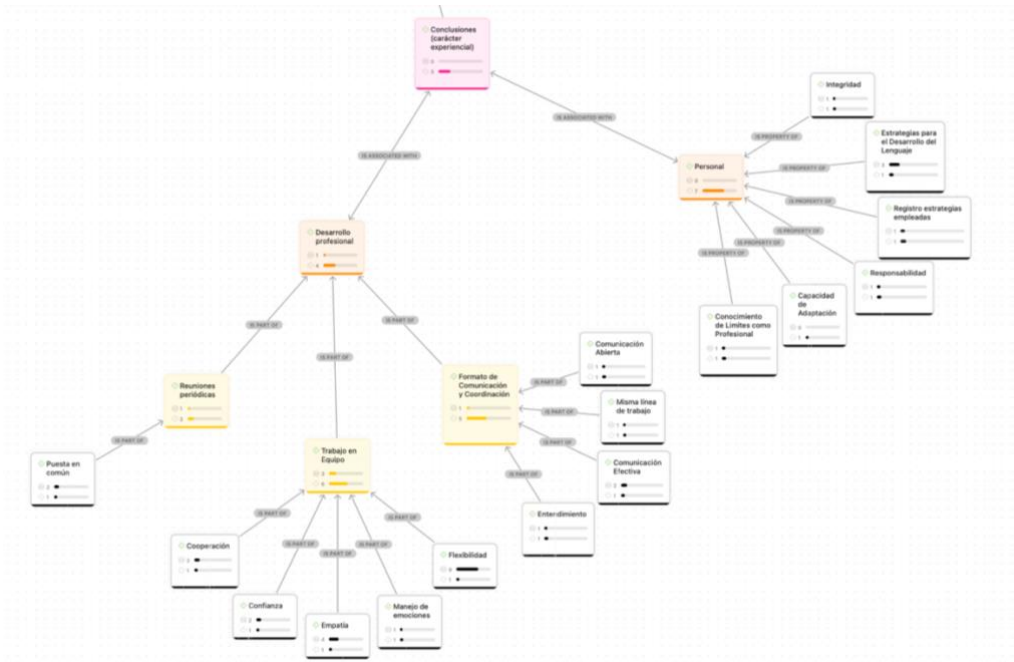 Conclusiones
(carácter
experiencial)
IS ASSOCIATED WITH
IS ASSOCIATED WITH
Integridad
IS PROPERTY OF
Estrategias para
el Desarrollo del
Lenguaje
IS PROPERTY OF
Personal
IS PROPERTY OF
Registro estrategias
empleadas
IS PROPERTY OF
Responsabilidad
IS PROPERTY OF
IS PROPERTY OF
Capacidad
de
Adaptación
Conocimiento
de Límites como
Profesional
Desarrollo
profesional
IS PART OF
IS PART OF
IS PART OF
Reuniones
periódicas
IS PART OF
Puesta en
común
Formato de
Comunicación
y Coordinación
Comunicación
Abierta
IS PART OF
Misma línea
de trabajo
IS PART OF
IS PART OF
Comunicación
Efectiva
IS PART OF
Entendimiento
Trabajo en
Equipo
IS PART OF
IS PART OF
IS PART OF
IS PART OF
IS PART OF
Cooperación
Confianza
Empatía
Manejo de
emociones
Flexibilidad